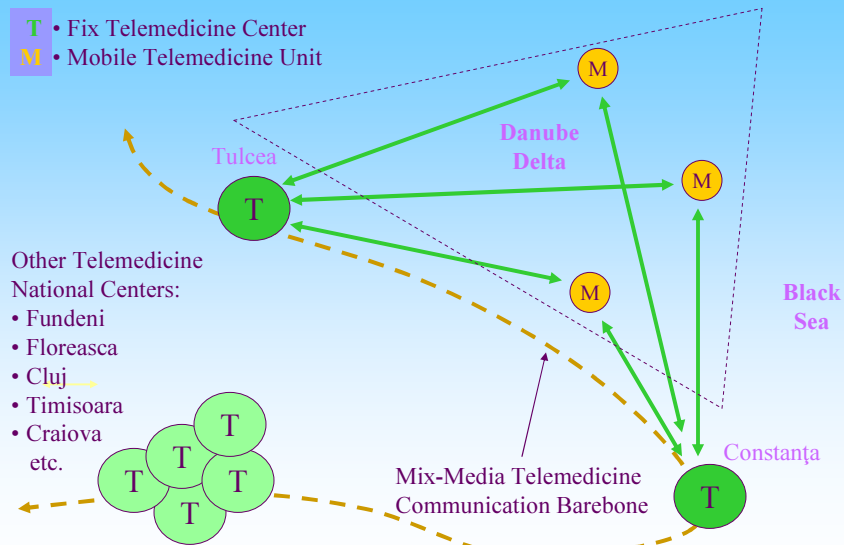 T • Fix Telemedicine Center
M • Mobile Telemedicine Unit
M
Danube
Delta
Tulcea
T
M
M
Other Telemedicine
National Centers:
• Fundeni
• Floreasca
• Cluj
• Timisoara
• Craiova
etc.
Black
Sea
T
T
T
T
T
Mix-Media Telemedicine
Communication Barebone
Constanţa
T